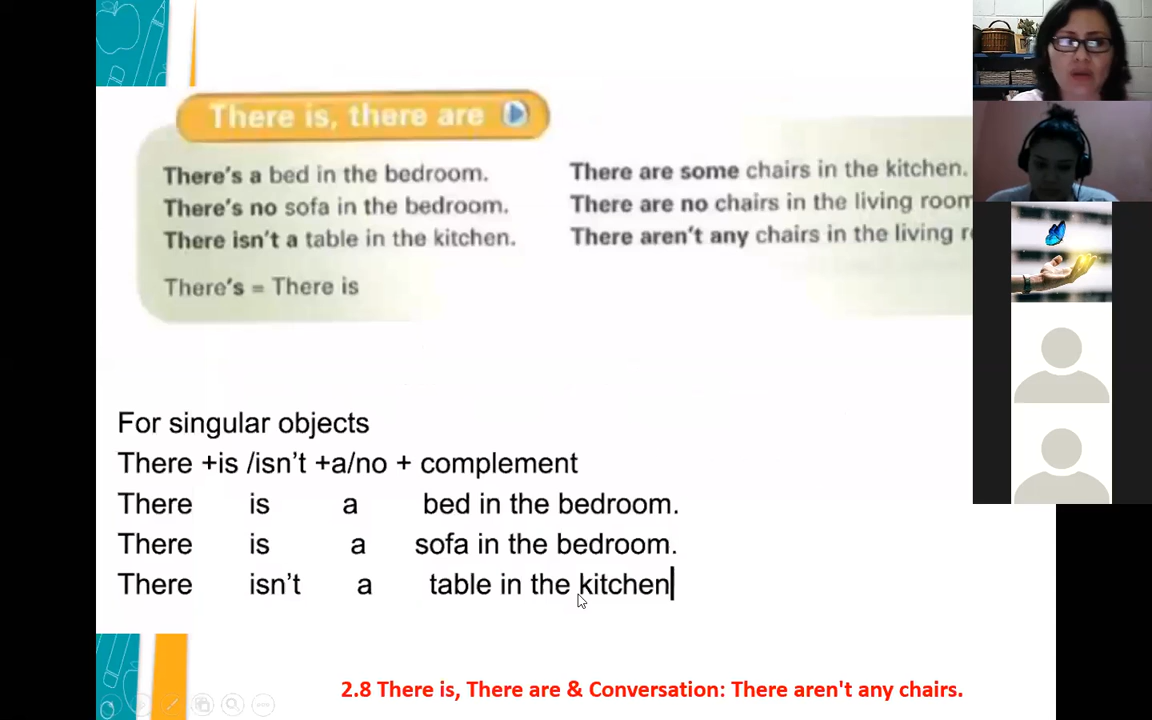 There is, there are
There's a bed in the bedroom.
There's no sofa in the bedroom.
There isn't a table in the kitchen.
There's = There is
There are some chairs in the kitchen.
There are no chairs in the living room
There aren't any chairs in the living
For singular objects
There +is /isn't +a/no + complement
There is a bed in the bedroom.
There is a sofa in the bedroom.
There isn't a table in the kitchen
2.8 There is, There are & Conversation: There aren't any chairs.